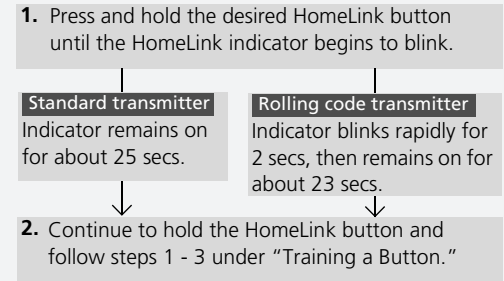 1. Press and hold the desired HomeLink button
until the HomeLink indicator begins to blink.
Standard transmitter
Indicator remains on
for about 25 secs.
Rolling code transmitter
Indicator blinks rapidly for
2 secs, then remains on for
about 23 secs.
2. Continue to hold the HomeLink button and
follow steps 1 - 3 under “Training a Button.”